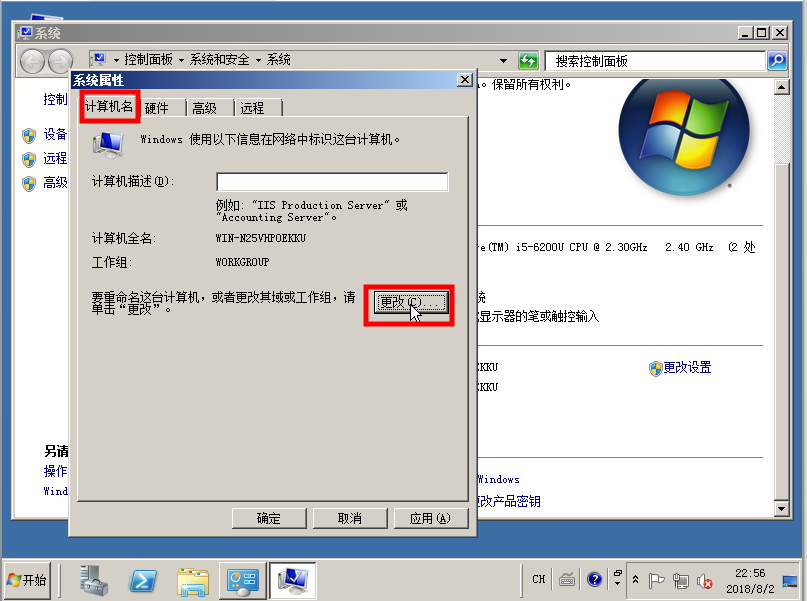 系统
控制面板 系统和安全 系统
搜索控制面板
系统属性
控制
设备
远程
高级
计算机名 硬件 高级 远程
Windows 使用以下信息在网络中标识这台计算机。
计算机描述(D):
例如: "IIS Production Server" 或
"Accounting Server"。
计算机全名: WIN-N25VHPOEKKU
工作组: WORKGROUP
要重命名这台计算机，或者更改其域或工作组，请
单击“更改”。
更改(C)...
确定 取消 应用(A)
。保留所有权利。
re(TM) i5-6200U CPU @ 2.30GHz 2.40 GHz (2 处
统
显示器的笔或触控输入
EKKU
更改设置
EKKU
另请
操作
Wind
Windows
更改产品密钥
开始
CH
22:56
2018/8/2